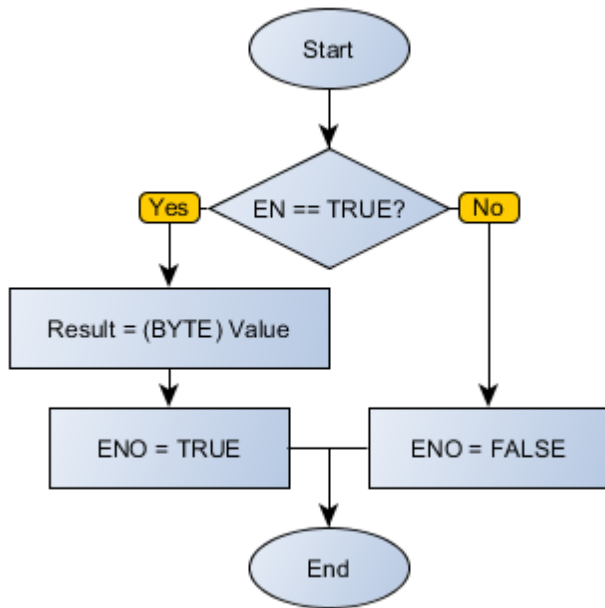 Start
EN == TRUE?
Yes
No
Result = (BYTE) Value
ENO = TRUE
ENO = FALSE
End